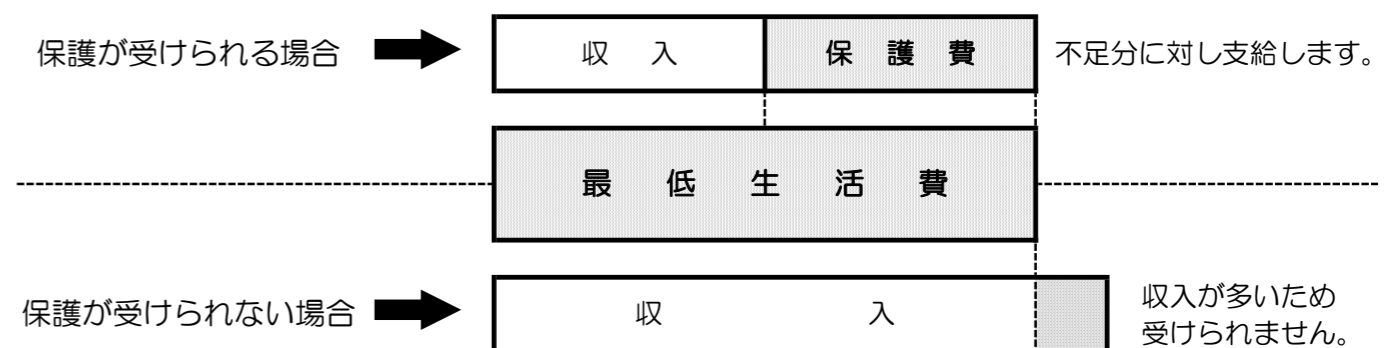 保護が受けられる場合
収入
保護費
不足分に対し支給します。
最低生活費
保護が受けられない場合
収入
収入が多いため
受けられません。